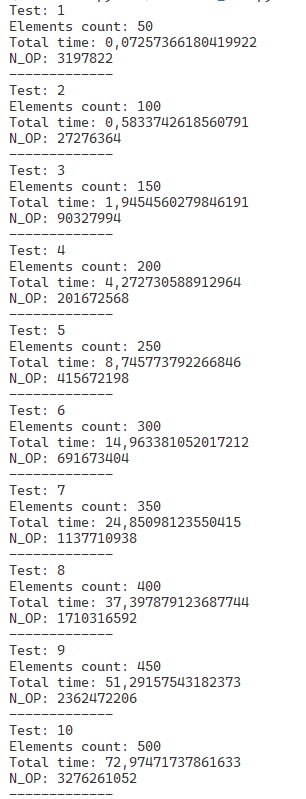 Test: 1
Elements count: 50
Total time: 0,07257366180419922
N_OP: 3197822
-------------
Test: 2
Elements count: 100
Total time: 0,5833742618560791
N_OP: 27276364
-------------
Test: 3
Elements count: 150
Total time: 1,9454560279846191
N_OP: 90327994
-------------
Test: 4
Elements count: 200
Total time: 4,272730588912964
N_OP: 201672568
-------------
Test: 5
Elements count: 250
Total time: 8,745773792266846
N_OP: 415672198
-------------
Test: 6
Elements count: 300
Total time: 14,963381052017212
N_OP: 691673404
-------------
Test: 7
Elements count: 350
Total time: 24,85098123550415
N_OP: 1137710938
-------------
Test: 8
Elements count: 400
Total time: 37,397879123687744
N_OP: 1710316592
-------------
Test: 9
Elements count: 450
Total time: 51,29157543182373
N_OP: 2362472206
-------------
Test: 10
Elements count: 500
Total time: 72,97471737861633
N_OP: 3276261052
-------------